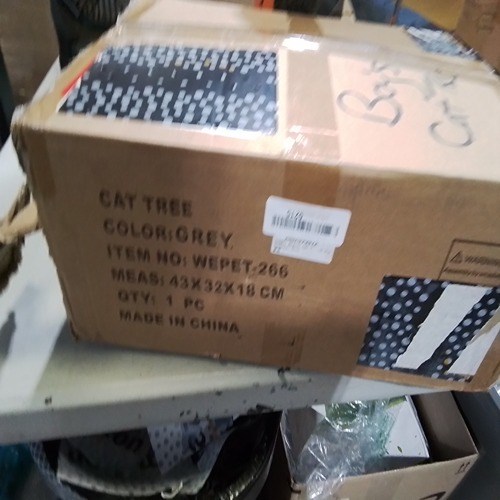 CAT TREE
COLOR:GREY
ITEM NO: WEPET-266
MEAS: 43X32X18 CM
QTY: 1 PC
MADE IN CHINA